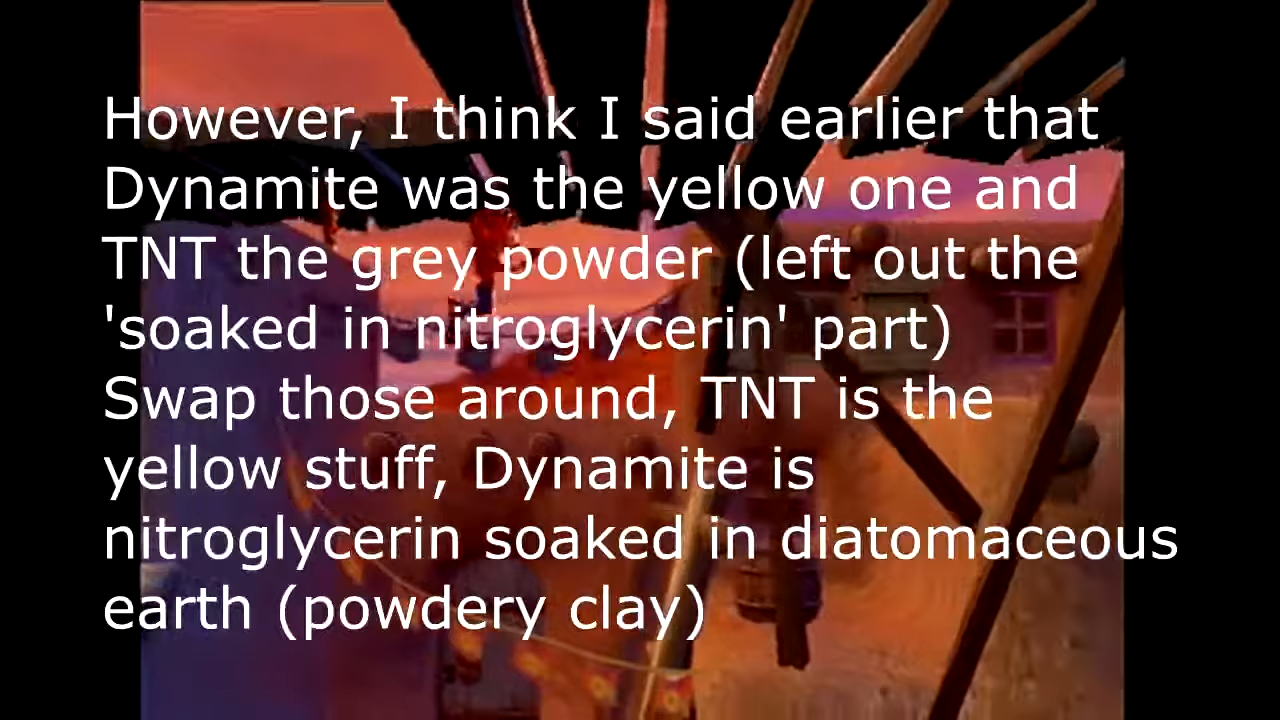 However, I think I said earlier that
Dynamite was the yellow one and
TNT the grey powder (left out the
'soaked in nitroglycerin' part)
Swap those around, TNT is the
yellow stuff, Dynamite is
nitroglycerin soaked in diatomaceous
earth (powdery clay)